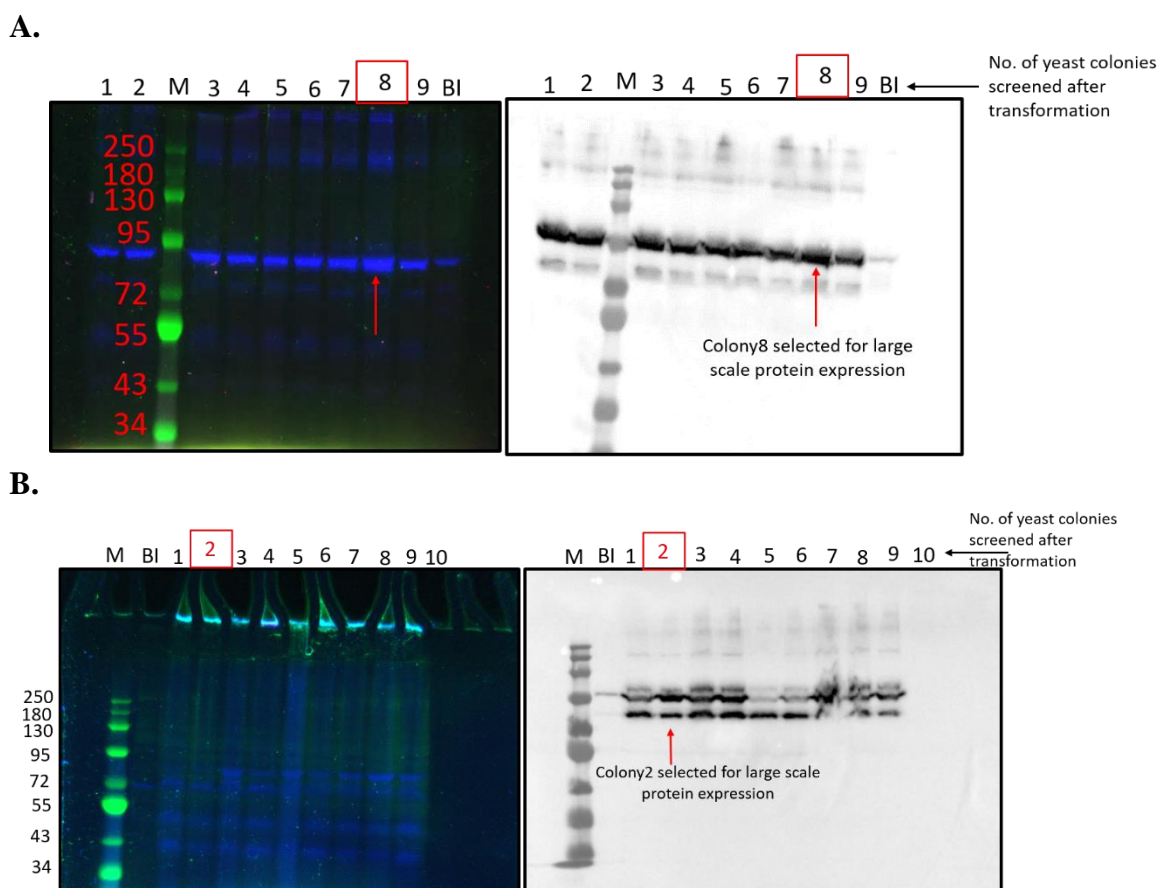 A.
1 2 M 3 4 5 6 7 8 9 BI
1 2 M 3 4 5 6 7 8 9 BI
No. of yeast colonies
screened after
transformation
250
180
130
95
72
55
43
34
Colony8 selected for large
scale protein expression
B.
M BI 1 2 3 4 5 6 7 8 9 10
M BI 1 2 3 4 5 6 7 8 9 10
No. of yeast colonies
screened after
transformation
250
180
130
95
72
55
43
34
Colony2 selected for large scale
protein expression